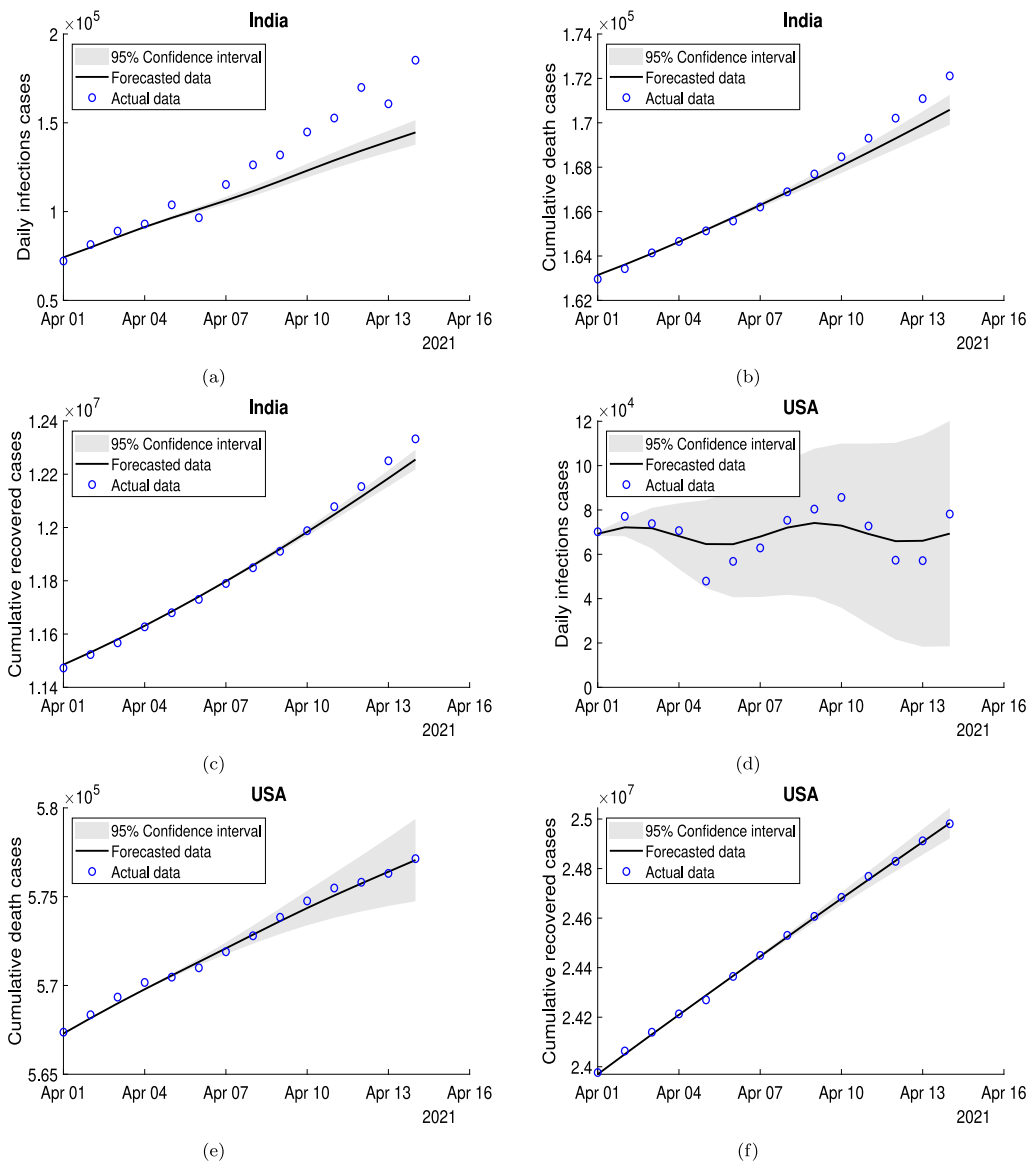 India
×10^5
2
1.5
1
0.5
Daily infections cases
95% Confidence interval
Forecasted data
Actual data
Apr 01 Apr 04 Apr 07 Apr 10 Apr 13 Apr 16
2021
(a)
India
×10^5
1.74
1.72
1.7
1.68
1.66
1.64
1.62
Cumulative death cases
95% Confidence interval
Forecasted data
Actual data
Apr 01 Apr 04 Apr 07 Apr 10 Apr 13 Apr 16
2021
(b)
India
×10^7
1.24
1.22
1.2
1.18
1.16
1.14
Cumulative recovered cases
95% Confidence interval
Forecasted data
Actual data
Apr 01 Apr 04 Apr 07 Apr 10 Apr 13 Apr 16
2021
(c)
USA
×10^4
12
10
8
6
4
2
0
Daily infections cases
95% Confidence interval
Forecasted data
Actual data
Apr 01 Apr 04 Apr 07 Apr 10 Apr 13 Apr 16
2021
(d)
USA
×10^5
5.8
5.75
5.7
5.65
Cumulative death cases
95% Confidence interval
Forecasted data
Actual data
Apr 01 Apr 04 Apr 07 Apr 10 Apr 13 Apr 16
2021
(e)
USA
×10^7
2.5
2.48
2.46
2.44
2.42
2.4
Cumulative recovered cases
95% Confidence interval
Forecasted data
Actual data
Apr 01 Apr 04 Apr 07 Apr 10 Apr 13 Apr 16
2021
(f)